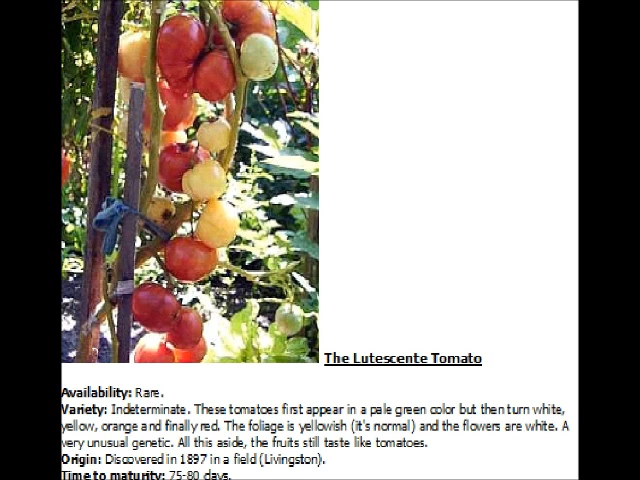 The Lutescente Tomato
Availability: Rare.
Variety: Indeterminate. These tomatoes first appear in a pale green color but then turn white,
yellow, orange and finally red. The foliage is yellowish (it's normal) and the flowers are white. A
very unusual genetic. All this aside, the fruits still taste like tomatoes.
Origin: Discovered in 1897 in a field (Livingston).
Time to maturity: 75-80 days.